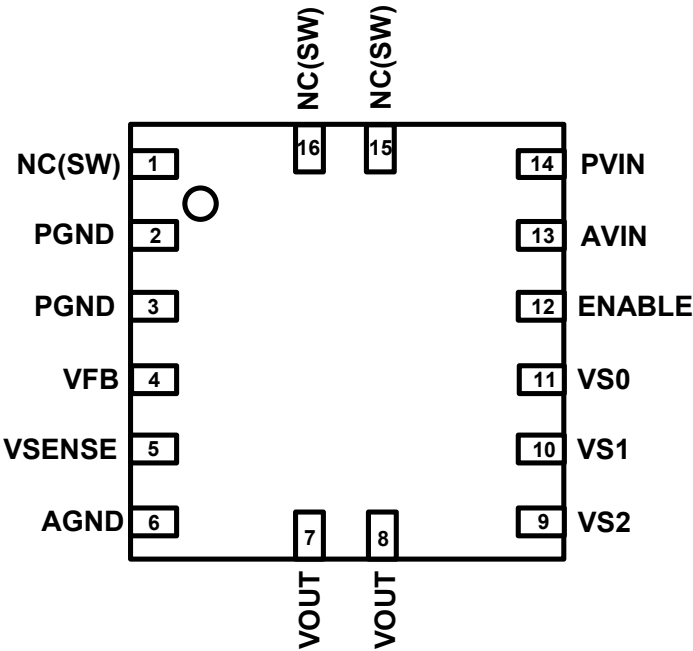 NC(SW) NC(SW)
16 15
NC(SW) 1 14 PVIN
PGND 2 13 AVIN
PGND 3 12 ENABLE
VFB 4 11 VS0
VSENSE 5 10 VS1
AGND 6 9 VS2
7 8
VOUT VOUT